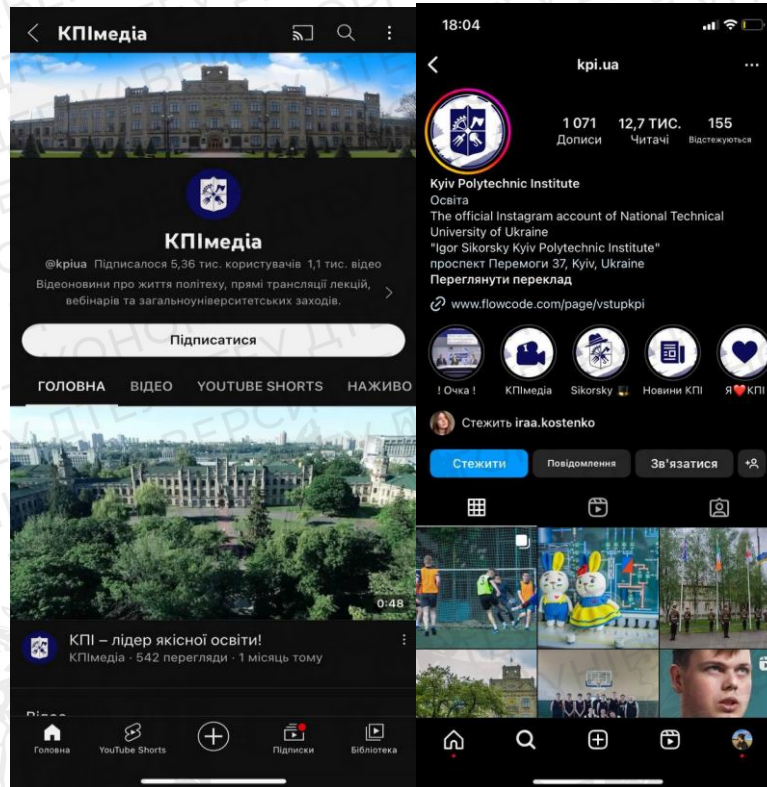 КПІмедіа
КПІмедіа
@kpiua Підписалося 5,36 тис. користувачів 1,1 тис. відео
Відеоновини про життя політеху, прямі трансляції лекцій,
вебінарів та загальноуніверситетських заходів.
Підписатися
ГОЛОВНА ВІДЕО YOUTUBE SHORTS НАЖИВО
0:48
КПІ – лідер якісної освіти!
КПІмедіа · 542 перегляди · 1 місяць тому
Головна YouTube Shorts Підписки Бібліотека
18:04
kpi.ua
1 071 12,7 ТИС. 155
Дописи Читачі Відстежуються
Kyiv Polytechnic Institute
Освіта
The official Instagram account of National Technical
University of Ukraine
"Igor Sikorsky Kyiv Polytechnic Institute"
проспект Перемоги 37, Kyiv, Ukraine
Переглянути переклад
www.flowcode.com/page/vstupkpi
! Очка ! КПІмедіа Sikorsky Новини КПІ Я❤️КПІ
Стежить iraa.kostenko
Стежити Повідомлення Зв'язатися